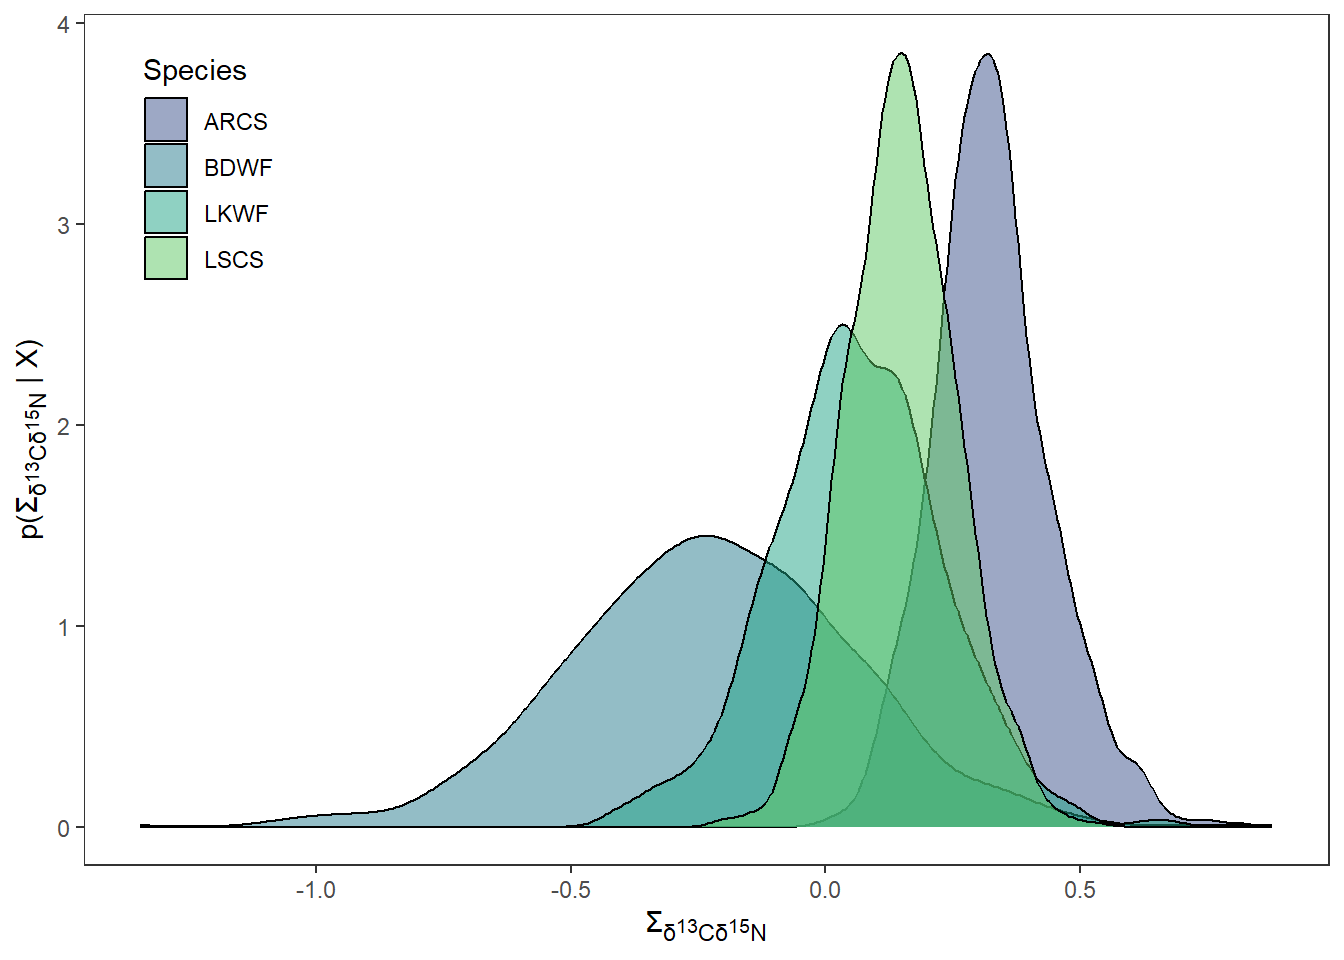 4
3
2
1
0
p(Σδ¹³Cδ¹⁵N | X)
Species
ARCS
BDWF
LKWF
LSCS
-1.0 -0.5 0.0 0.5
Σδ¹³Cδ¹⁵N